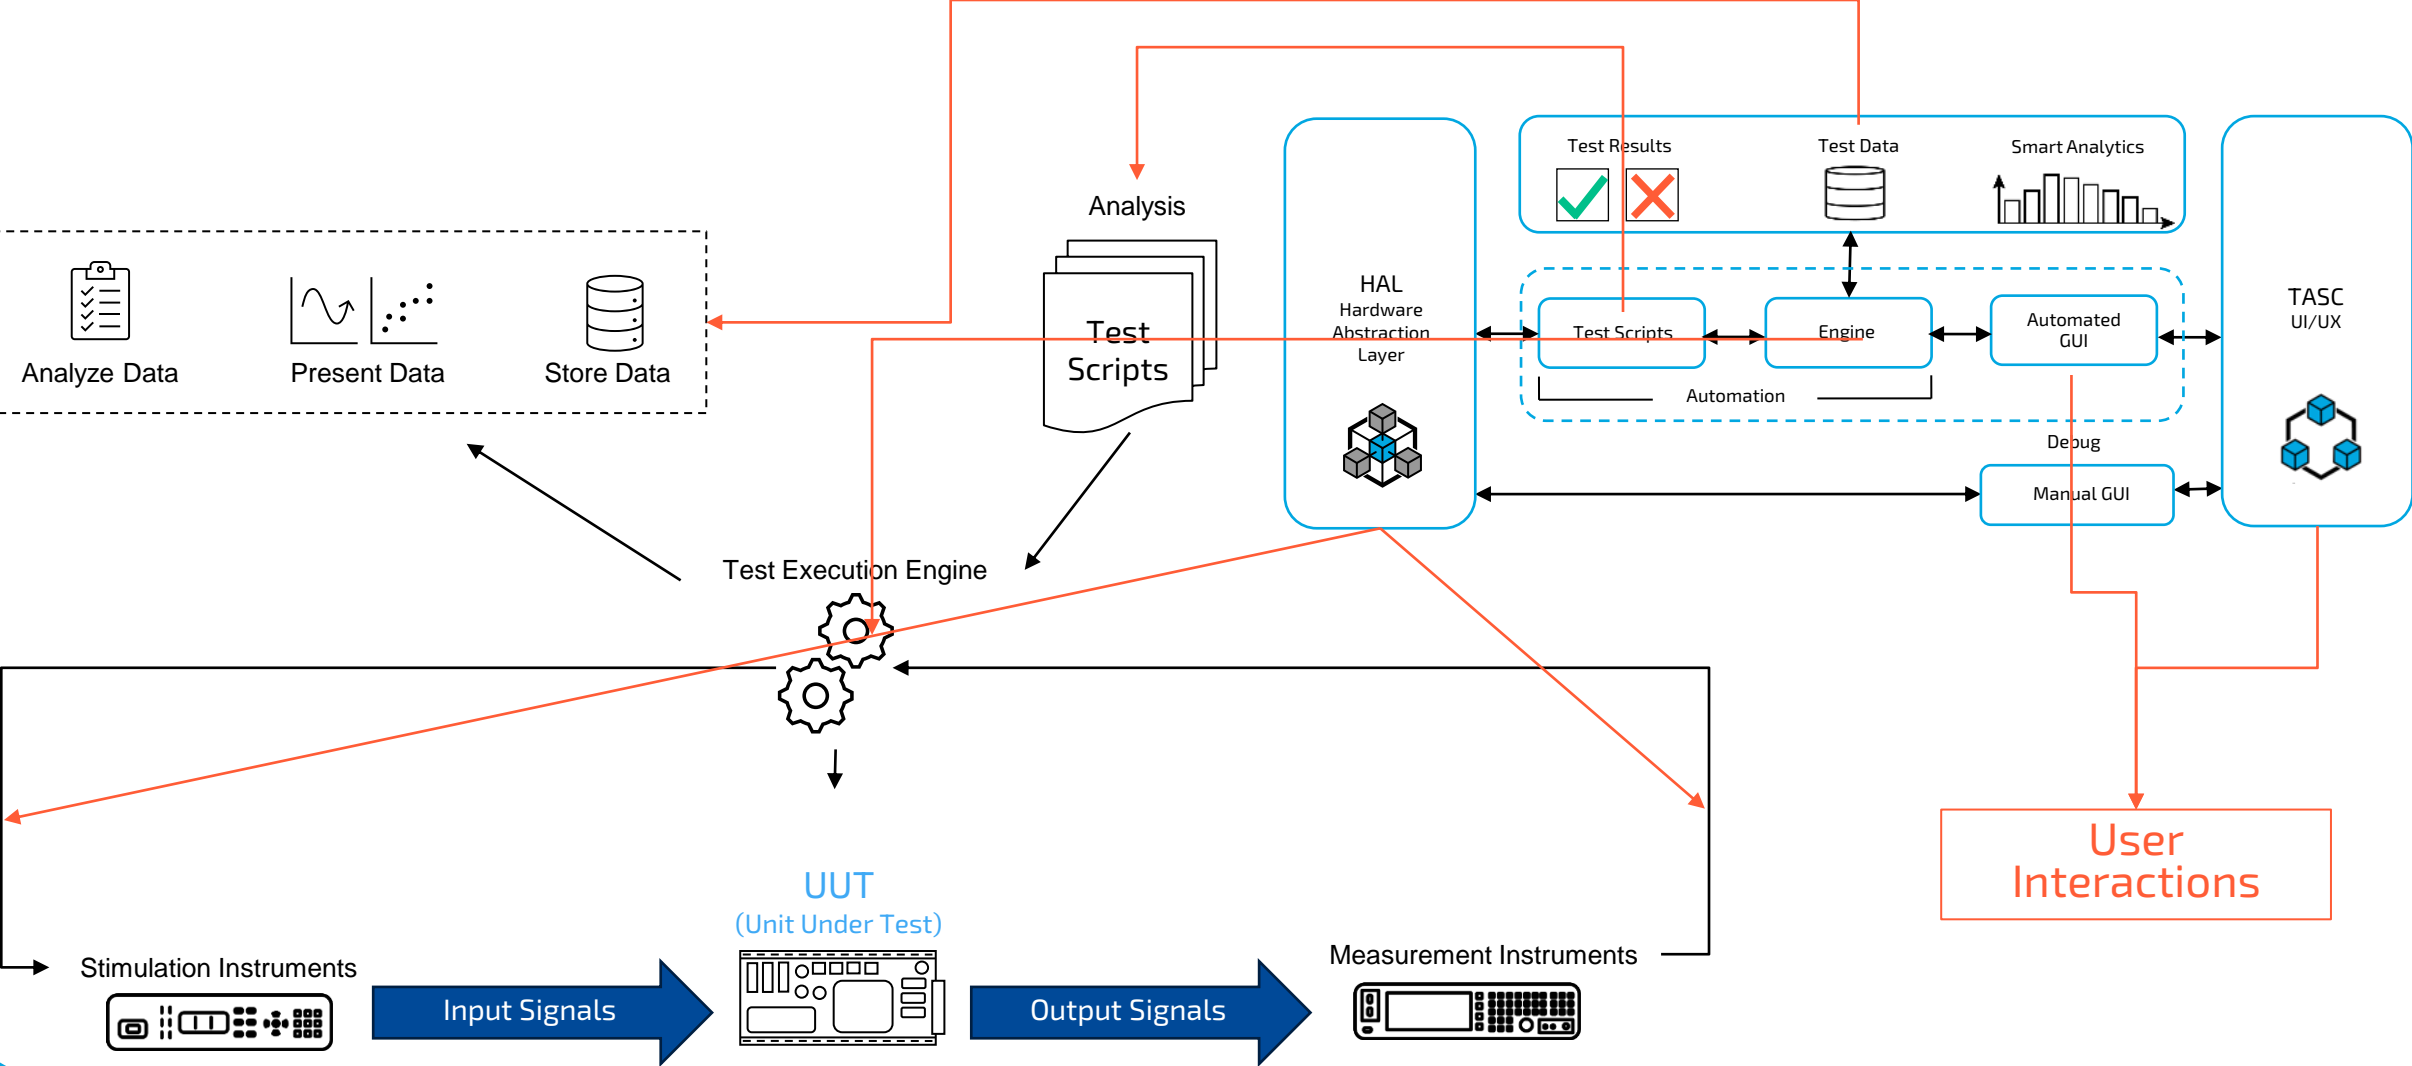 Test Results
Test Data
Smart Analytics
Analysis
Test
Scripts
HAL
Hardware
Abstraction
Layer
Test Scripts
Engine
Automated
GUI
Automation
TASC
UI/UX
Debug
Manual GUI
Analyze Data
Present Data
Store Data
Test Execution Engine
User
Interactions
UUT
(Unit Under Test)
Stimulation Instruments
Input Signals
Output Signals
Measurement Instruments